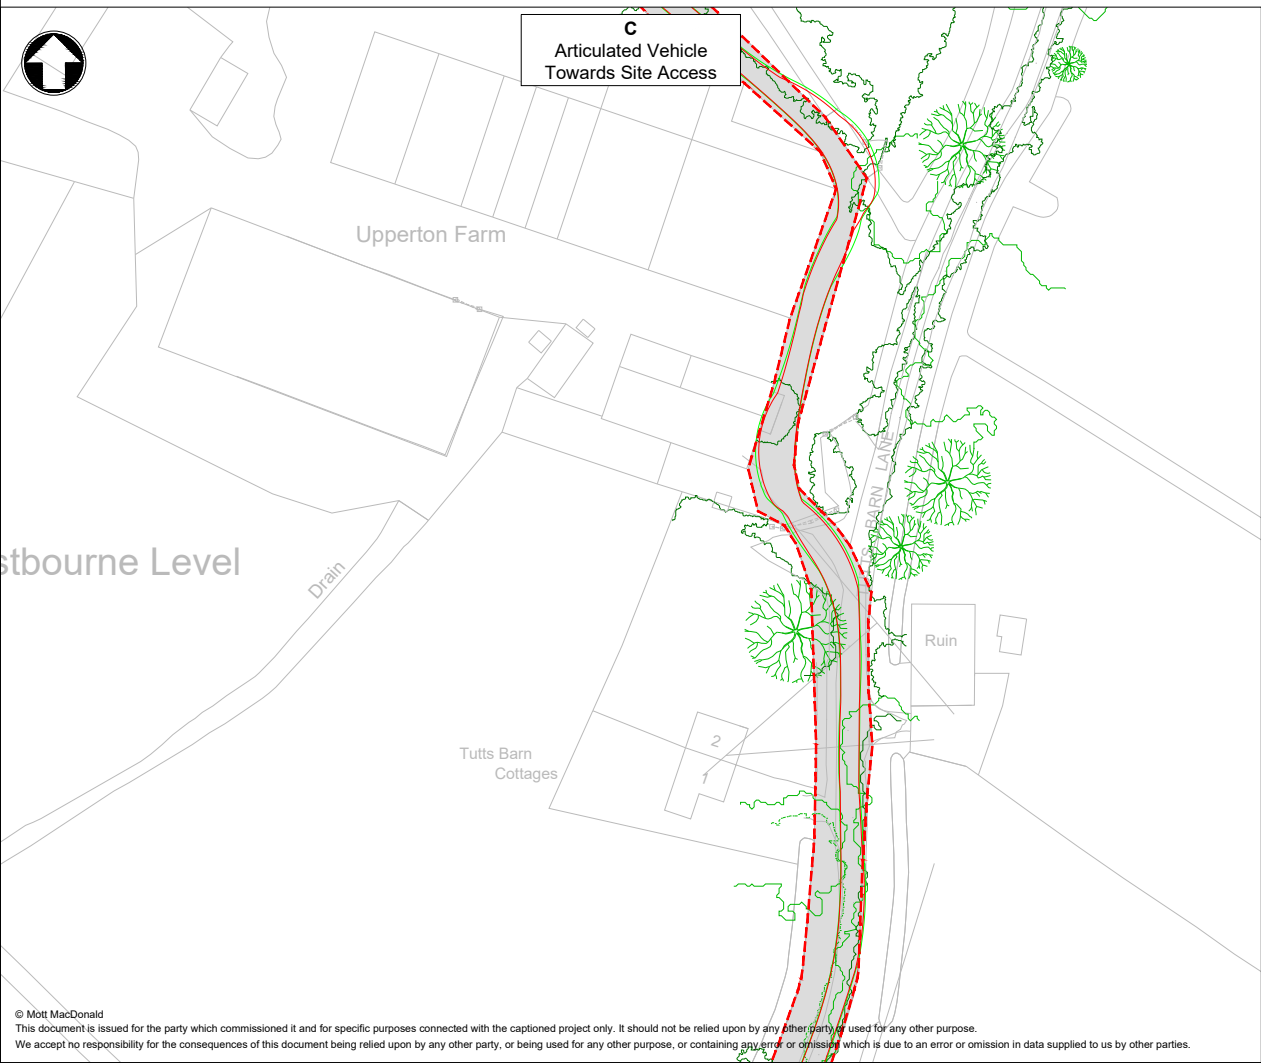 C
Articulated Vehicle
Towards Site Access
Upperton Farm
stbourne Level
Drain
BARN LANE
Ruin
2
1
Tutts Barn
Cottages
© Mott MacDonald
This document is issued for the party which commissioned it and for specific purposes connected with the captioned project only. It should not be relied upon by any other party or used for any other purpose.
We accept no responsibility for the consequences of this document being relied upon by any other party, or being used for any other purpose, or containing any error or omission which is due to an error or omission in data supplied to us by other parties.